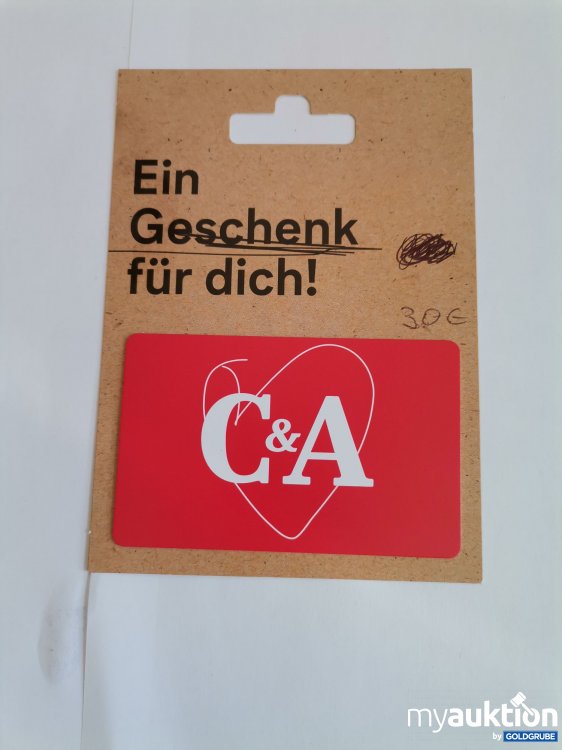 Ein
Geschenk
für dich!
30€
C&A
myauktion
by GOLDGRUBE